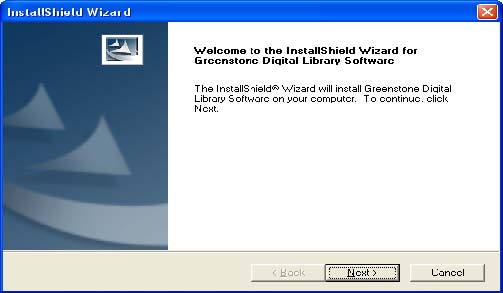 InstallShield Wizard
Welcome to the InstallShield Wizard for
Greenstone Digital Library Software
The InstallShield® Wizard will install Greenstone Digital
Library Software on your computer. To continue, click
Next.
< Back
Next >
Cancel